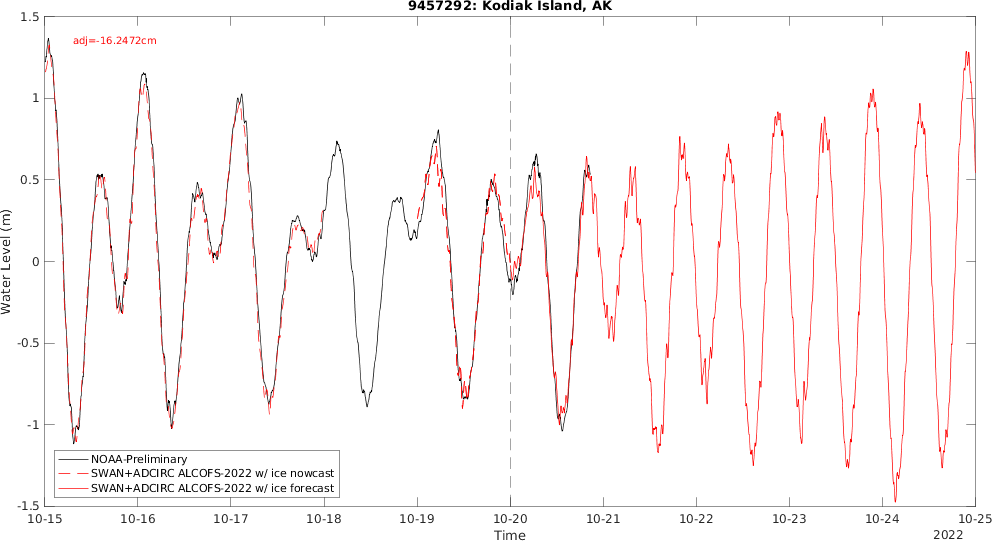 9457292: Kodiak Island, AK
adj=-16.2472cm
1.5
1
0.5
0
-0.5
-1
-1.5
Water Level (m)
NOAA-Preliminary
SWAN+ADCIRC ALCOFS-2022 w/ ice nowcast
SWAN+ADCIRC ALCOFS-2022 w/ ice forecast
10-15 10-16 10-17 10-18 10-19 10-20 10-21 10-22 10-23 10-24 10-25
Time
2022